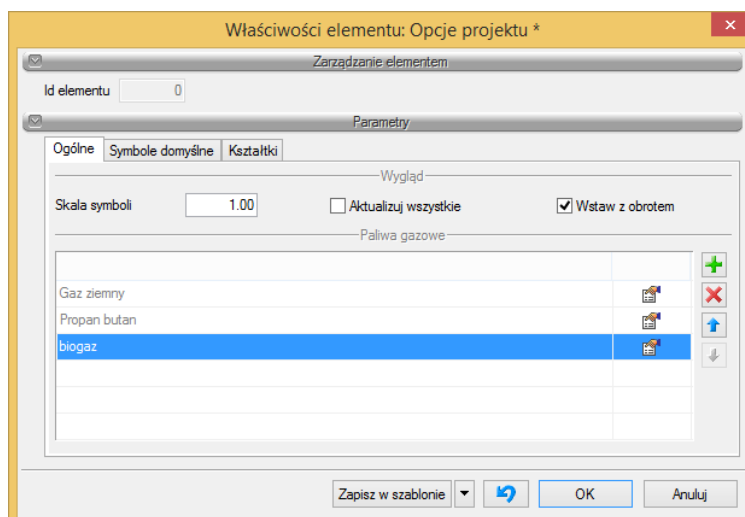 Właściwości elementu: Opcje projektu *
Zarządzanie elementem
Id elementu 0
Parametry
Ogólne Symbole domyślne Kształtki
Wygląd
Skala symboli 1.00 Aktualizuj wszystkie Wstaw z obrotem
Paliwa gazowe
Gaz ziemny
Propan butan
biogaz
Zapisz w szablonie OK Anuluj